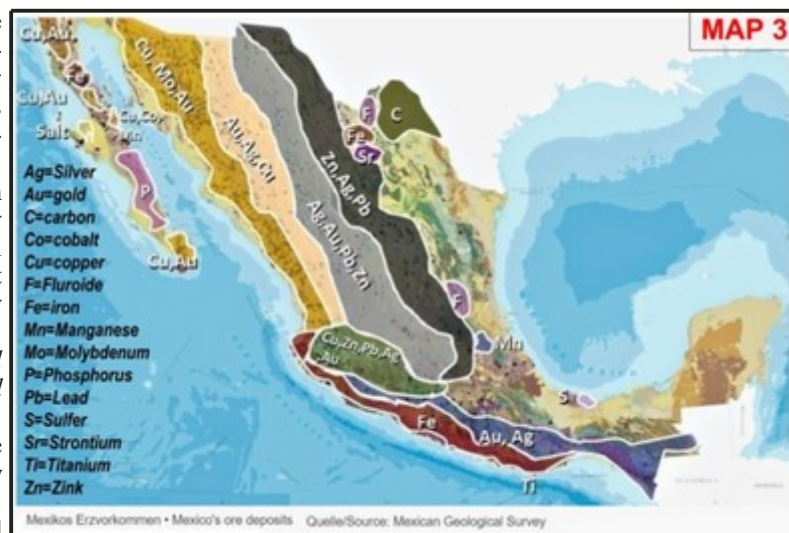 MAP 3
Cu,Au
Cu, Mo, Au
Au,Ag,Cu
F
C
Fe
Sr
Zn,Ag,Pb
Cu,Au
Salt
P
Ag,Au,Pb,Zn
Cu,Au
Ag=Silver
Au=gold
C=carbon
Co=cobalt
Cu=copper
F=Fluroide
Fe=iron
Mn=Manganese
Mo=Molybdenum
P=Phosphorus
Pb=Lead
S=Sulfer
Sr=Strontium
Ti=Titanium
Zn=Zink
Mn
Cu,Zn,Pb,Ag
,Au
S
Fe
Au, Ag
Ti
Mexikos Erzvorkommen • Mexico's ore deposits Quelle/Source: Mexican Geological Survey